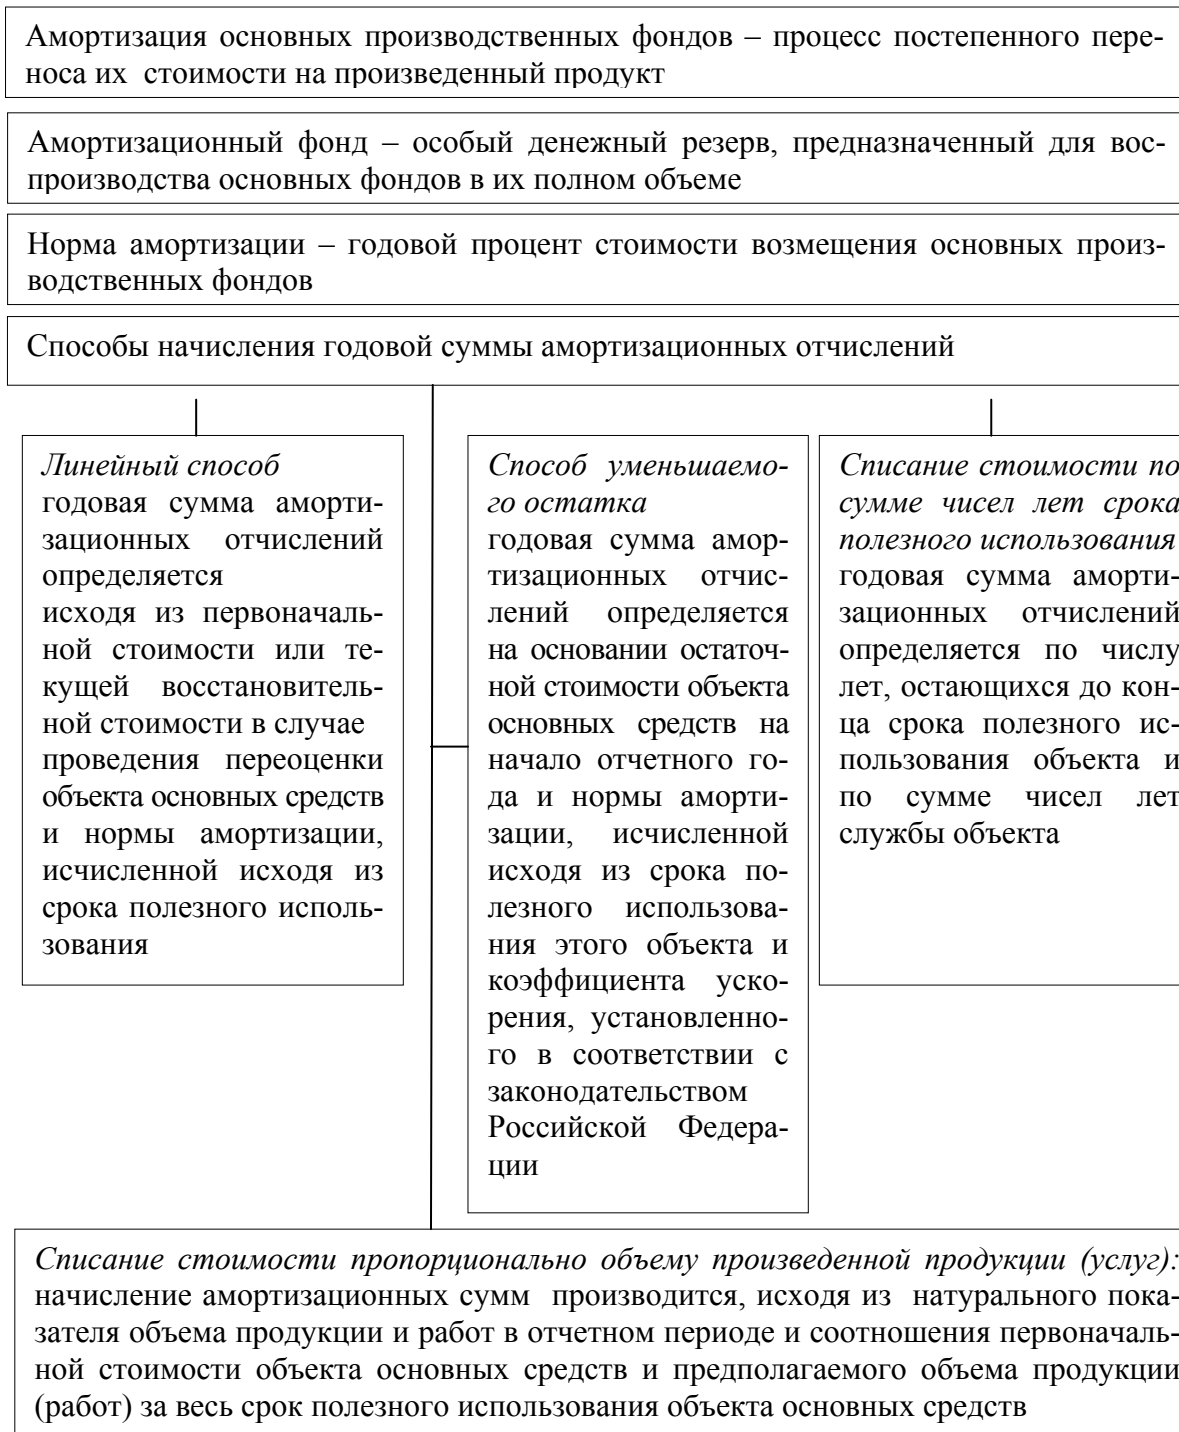 Амортизация основных производственных фондов – процесс постепенного пере-
носа их стоимости на произведенный продукт
Амортизационный фонд – особый денежный резерв, предназначенный для вос-
производства основных фондов в их полном объеме
Норма амортизации – годовой процент стоимости возмещения основных произ-
водственных фондов
Способы начисления годовой суммы амортизационных отчислений
Линейный способ
годовая сумма аморти-
зационных отчислений
определяется
исходя из первоначаль-
ной стоимости или те-
кущей восстановитель-
ной стоимости в случае
проведения переоценки
объекта основных средств
и нормы амортизации,
исчисленной исходя из
срока полезного исполь-
зования
Способ уменьшаемо-
го остатка
годовая сумма амор-
тизационных отчис-
лений определяется
на основании остаточ-
ной стоимости объекта
основных средств на
начало отчетного го-
да и нормы аморти-
зации, исчисленной
исходя из срока по-
лезного использова-
ния этого объекта и
коэффициента уско-
рения, установленно-
го в соответствии с
законодательством
Российской Федера-
ции
Списание стоимости по
сумме чисел лет срока
полезного использования
годовая сумма аморти-
зационных отчислений
определяется по числу
лет, остающихся до кон-
ца срока полезного ис-
пользования объекта и
по сумме чисел лет
службы объекта
Списание стоимости пропорционально объему произведенной продукции (услуг):
начисление амортизационных сумм производится, исходя из натурального пока-
зателя объема продукции и работ в отчетном периоде и соотношения первоначаль-
ной стоимости объекта основных средств и предполагаемого объема продукции
(работ) за весь срок полезного использования объекта основных средств